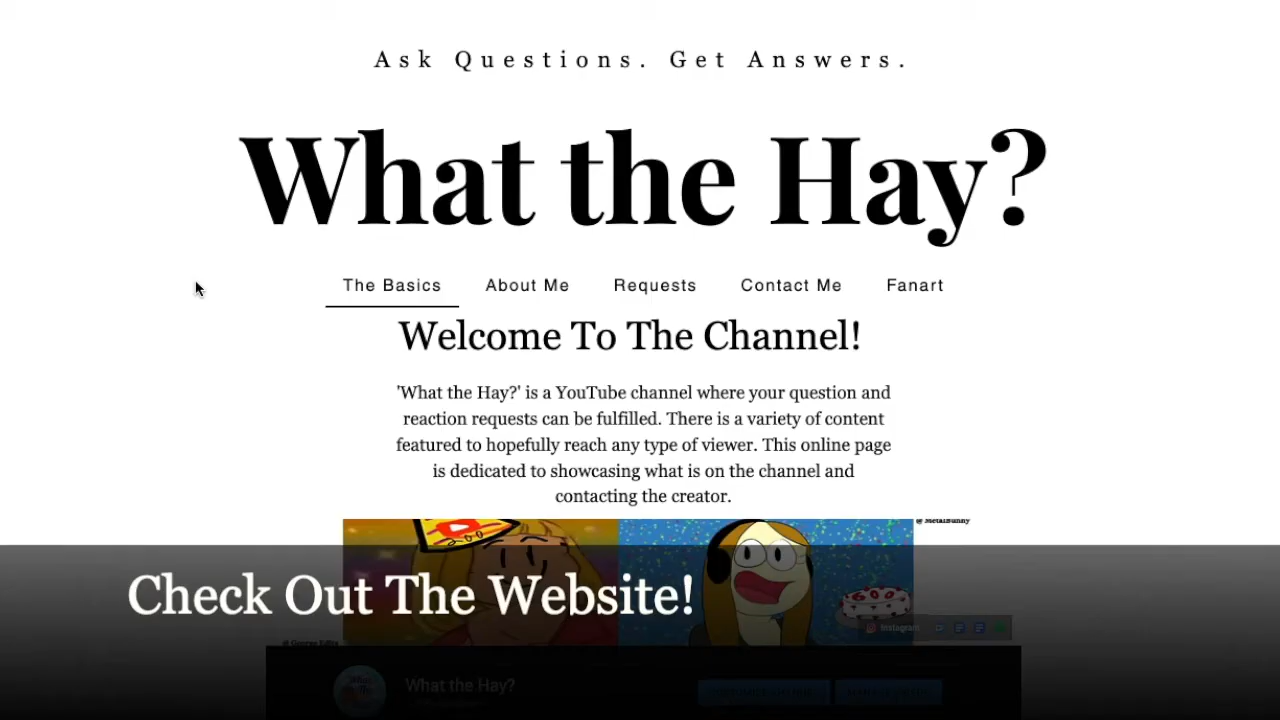 Ask Questions. Get Answers.
What the Hay?
The Basics About Me Requests Contact Me Fanart
Welcome To The Channel!
'What the Hay?' is a YouTube channel where your question and
reaction requests can be fulfilled. There is a variety of content
featured to hopefully reach any type of viewer. This online page
is dedicated to showcasing what is on the channel and
contacting the creator.
@ MetalBunny
600
Check Out The Website!
Instagram
What the Hay?